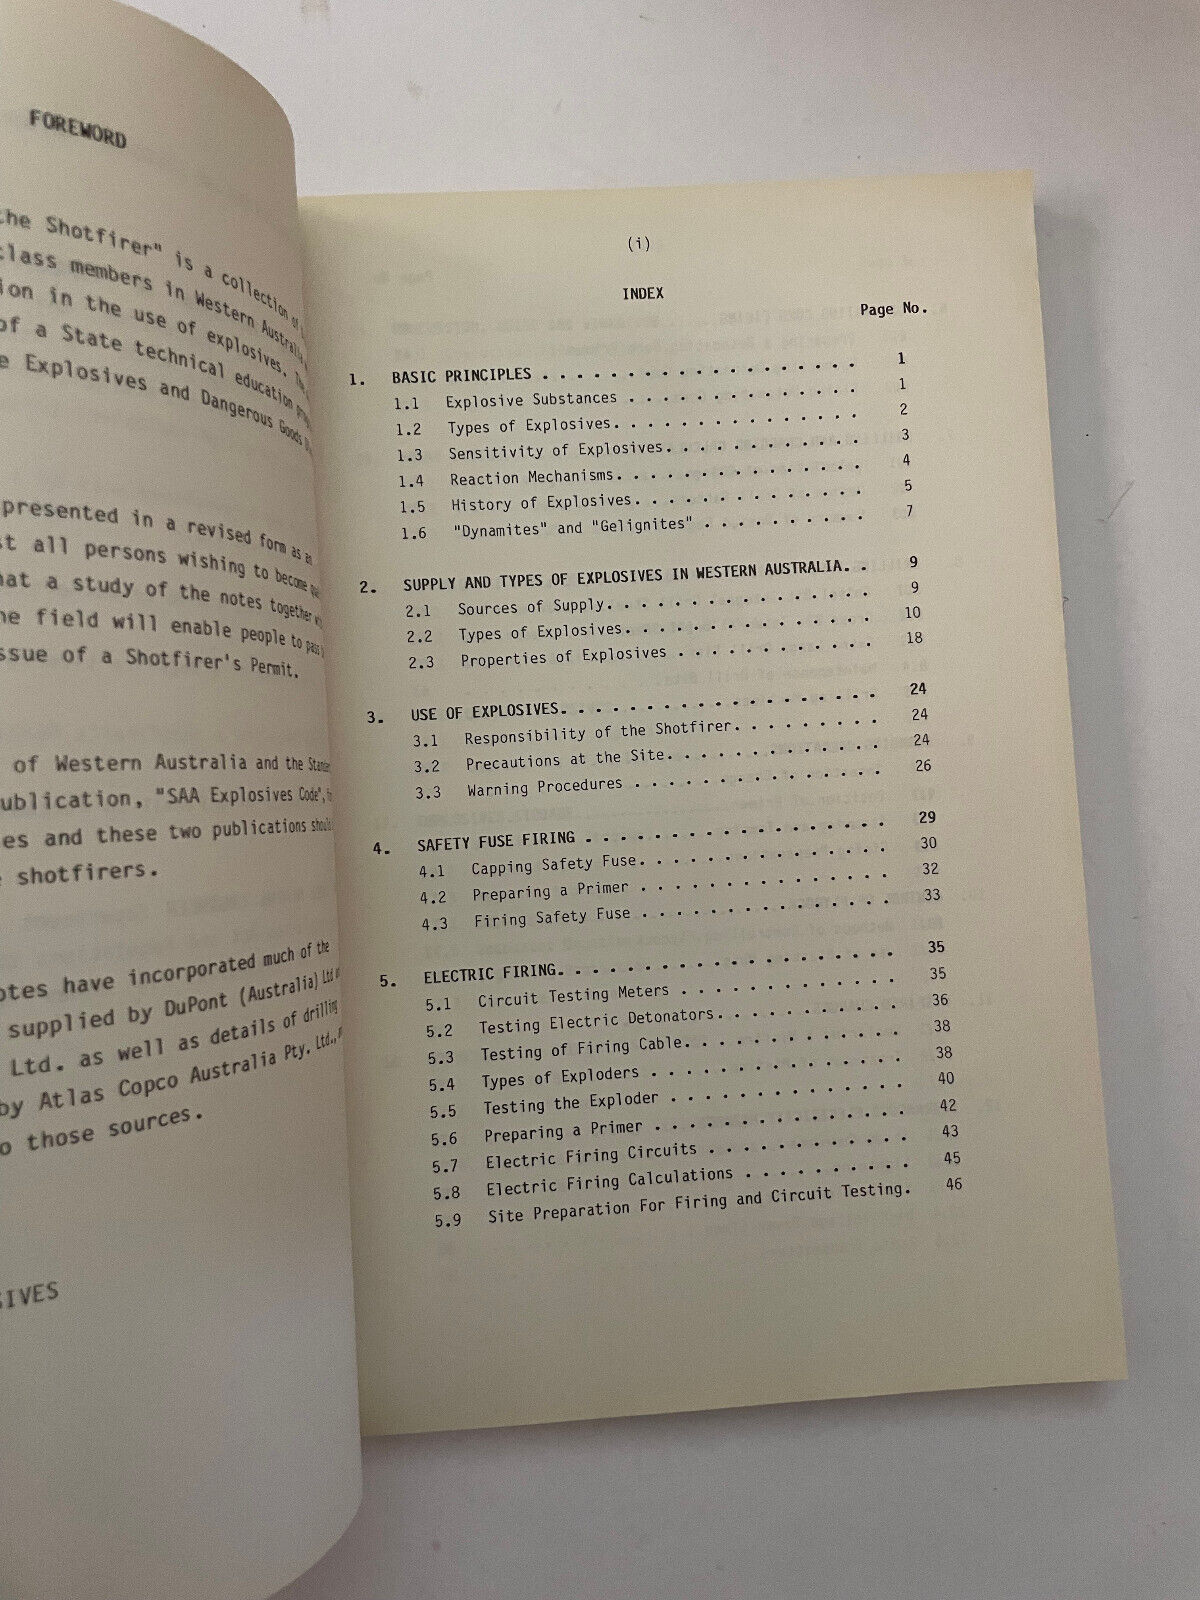 FOREWORD
the Shotfirer" is a collection of
class members in Western Australia
ion in the use of explosives.
of a State technical education
e Explosives and Dangerous Goods
presented in a revised form as an
st all persons wishing to become
hat a study of the notes together
he field will enable people to pass
ssue of a Shotfirer's Permit.
of Western Australia and the
ublication, "SAA Explosives Code",
es and these two publications
e shotfirers.
otes have incorporated much of the
supplied by DuPont (Australia) Ltd
Ltd. as well as details of drilling
by Atlas Copco Australia Pty. Ltd.,
o those sources.
SIVES
(i)
INDEX
Page No.
1. BASIC PRINCIPLES . . . . . . . . . . . . . . . . . . . 1
1.1 Explosive Substances . . . . . . . . . . . . . . 1
1.2 Types of Explosives. . . . . . . . . . . . . . . 2
1.3 Sensitivity of Explosives. . . . . . . . . . . . 3
1.4 Reaction Mechanisms. . . . . . . . . . . . . . . 4
1.5 History of Explosives. . . . . . . . . . . . . . 5
1.6 "Dynamites" and "Gelignites" . . . . . . . . . . 7
2. SUPPLY AND TYPES OF EXPLOSIVES IN WESTERN AUSTRALIA. . 9
2.1 Sources of Supply. . . . . . . . . . . . . . . . 9
2.2 Types of Explosives. . . . . . . . . . . . . . . 10
2.3 Properties of Explosives . . . . . . . . . . . . 18
3. USE OF EXPLOSIVES. . . . . . . . . . . . . . . . . . . 24
3.1 Responsibility of the Shotfirer. . . . . . . . . 24
3.2 Precautions at the Site. . . . . . . . . . . . . 24
3.3 Warning Procedures . . . . . . . . . . . . . . . 26
4. SAFETY FUSE FIRING . . . . . . . . . . . . . . . . . . 29
4.1 Capping Safety Fuse. . . . . . . . . . . . . . . 30
4.2 Preparing a Primer . . . . . . . . . . . . . . . 32
4.3 Firing Safety Fuse . . . . . . . . . . . . . . . 33
5. ELECTRIC FIRING. . . . . . . . . . . . . . . . . . . . 35
5.1 Circuit Testing Meters . . . . . . . . . . . . . 35
5.2 Testing Electric Detonators. . . . . . . . . . . 36
5.3 Testing of Firing Cable. . . . . . . . . . . . . 38
5.4 Types of Exploders . . . . . . . . . . . . . . . 38
5.5 Testing the Exploder . . . . . . . . . . . . . . 40
5.6 Preparing a Primer . . . . . . . . . . . . . . . 42
5.7 Electric Firing Circuits . . . . . . . . . . . . 43
5.8 Electric Firing Calculations . . . . . . . . . . 45
5.9 Site Preparation For Firing and Circuit Testing. 46